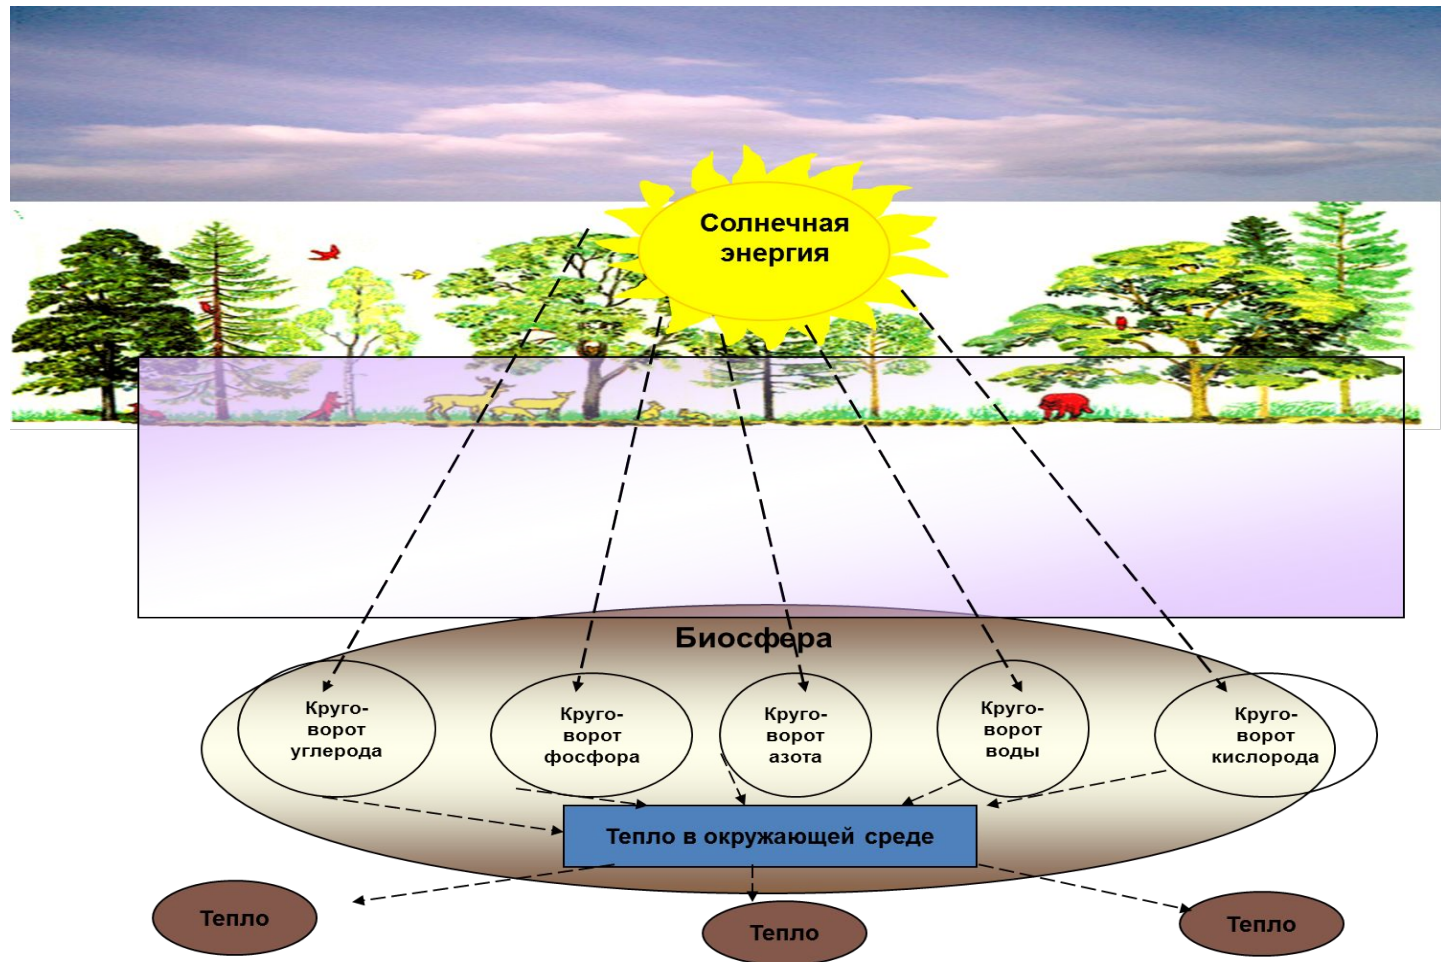 Солнечная
энергия
Биосфера
Круго-
ворот
углерода
Круго-
ворот
фосфора
Круго-
ворот
азота
Круго-
ворот
воды
Круго-
ворот
кислорода
Тепло в окружающей среде
Тепло
Тепло
Тепло